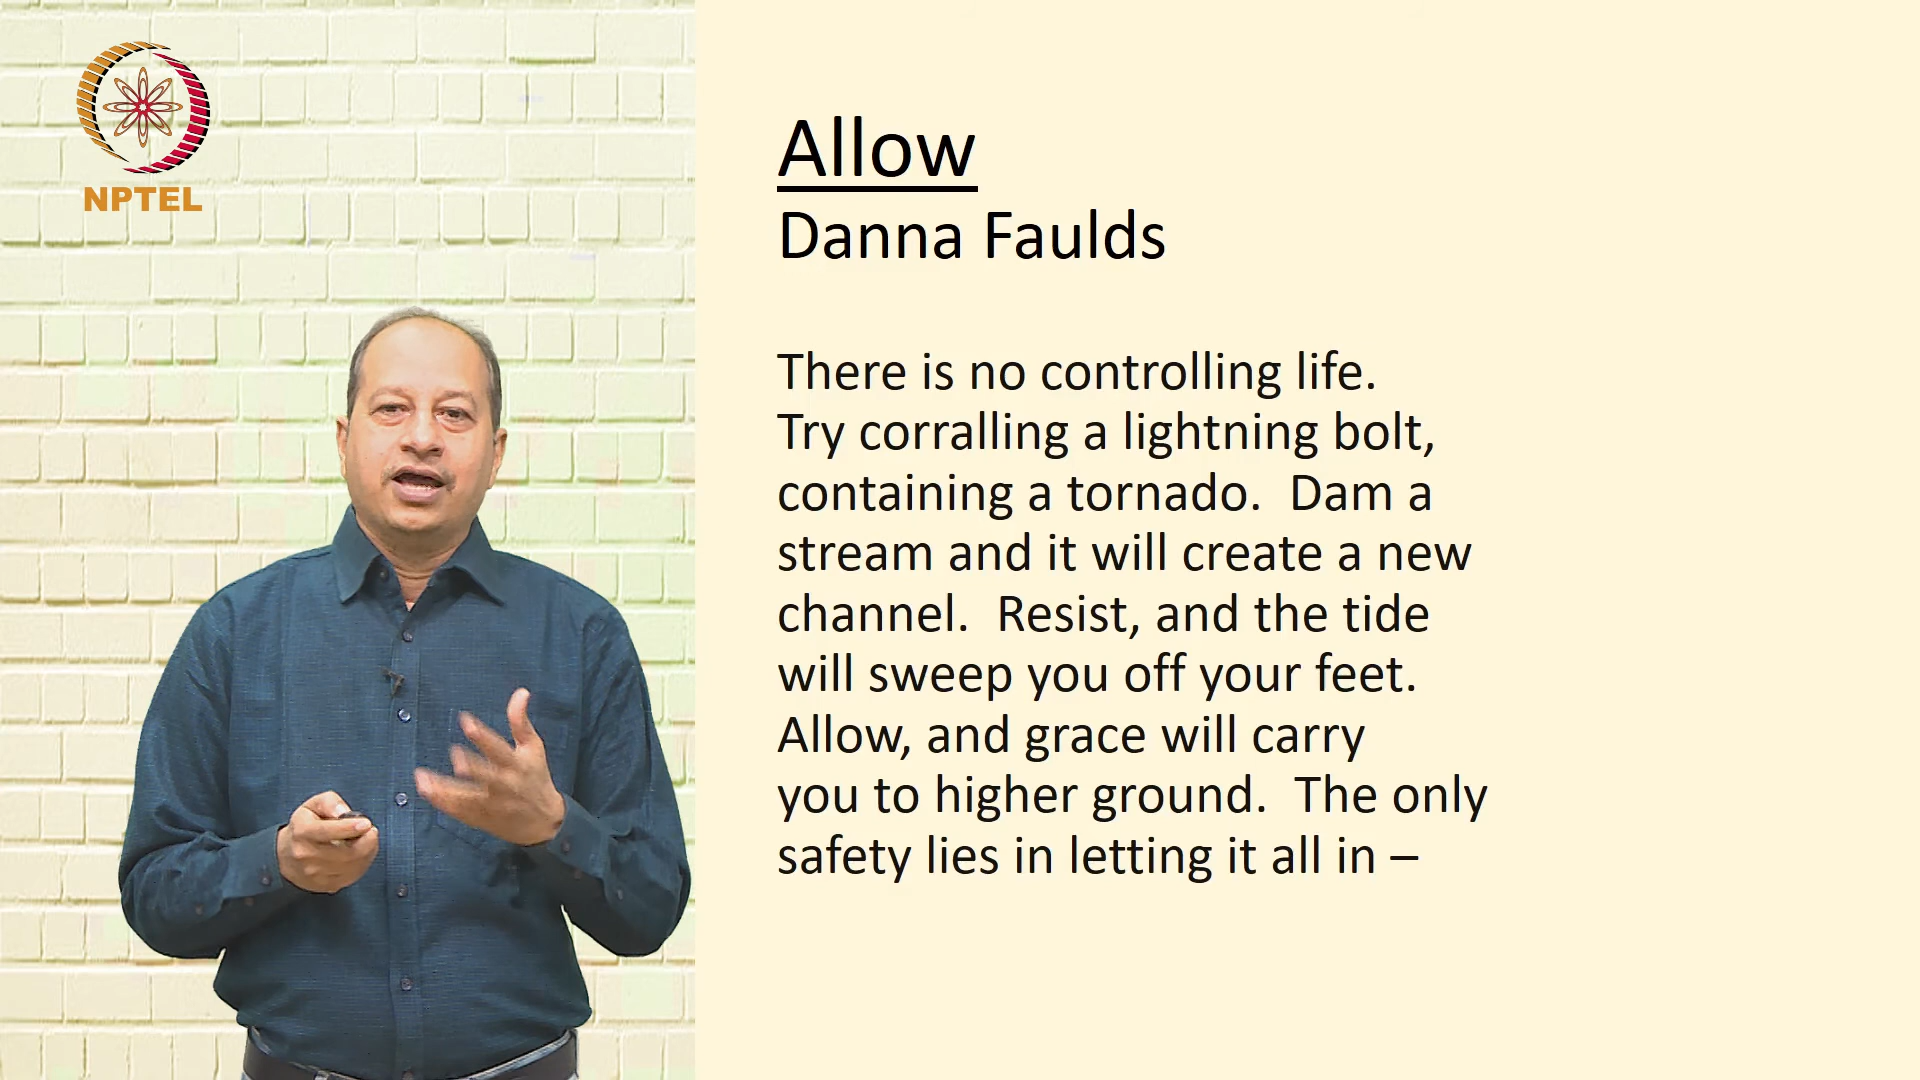 NPTEL
Allow
Danna Faulds
There is no controlling life.
Try corralling a lightning bolt,
containing a tornado.  Dam a
stream and it will create a new
channel.  Resist, and the tide
will sweep you off your feet.
Allow, and grace will carry
you to higher ground.  The only
safety lies in letting it all in –